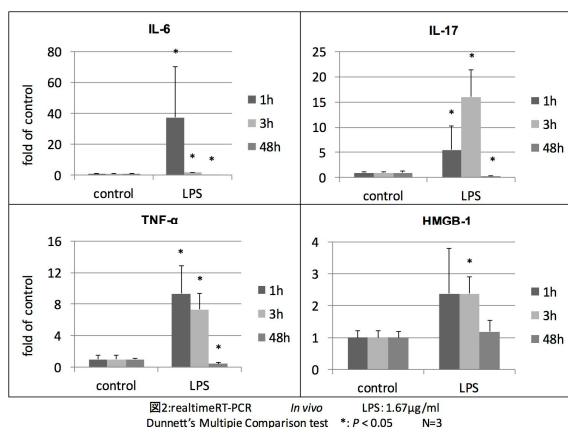 IL-6
80
*
60
fold of control
40
20
0
* *
control
LPS
1h
3h
48h
IL-17
25
*
20
15
10
*
5
0
*
control
LPS
1h
3h
48h
TNF-α
16
*
12
*
fold of control
8
4
*
0
control
LPS
1h
3h
48h
HMGB-1
4
3
*
2
1
0
control
LPS
1h
3h
48h
図2:realtimeRT-PCR In vivo LPS: 1.67μg/ml
Dunnett's Multipie Comparison test *: P < 0.05 N=3